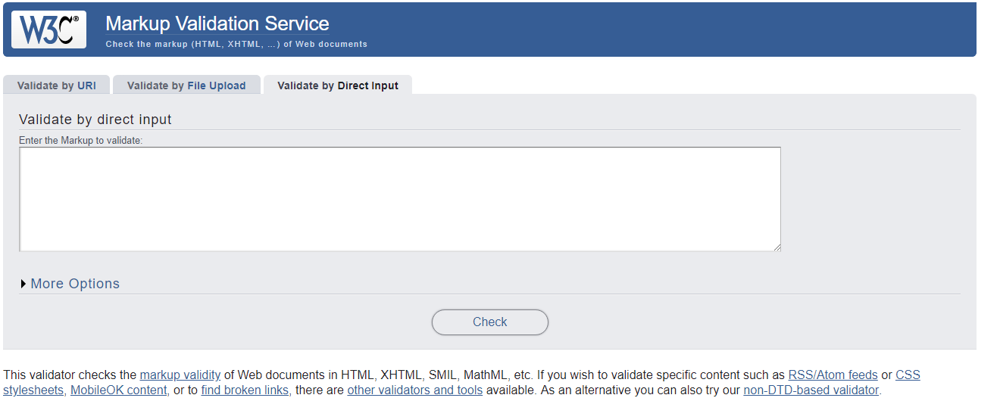 W3C® Markup Validation Service
Check the markup (HTML, XHTML, …) of Web documents
Validate by URI Validate by File Upload Validate by Direct Input
Validate by direct input
Enter the Markup to validate:
More Options
Check
This validator checks the markup validity of Web documents in HTML, XHTML, SMIL, MathML, etc. If you wish to validate specific content such as RSS/Atom feeds or CSS
stylesheets, MobileOK content, or to find broken links, there are other validators and tools available. As an alternative you can also try our non-DTD-based validator.